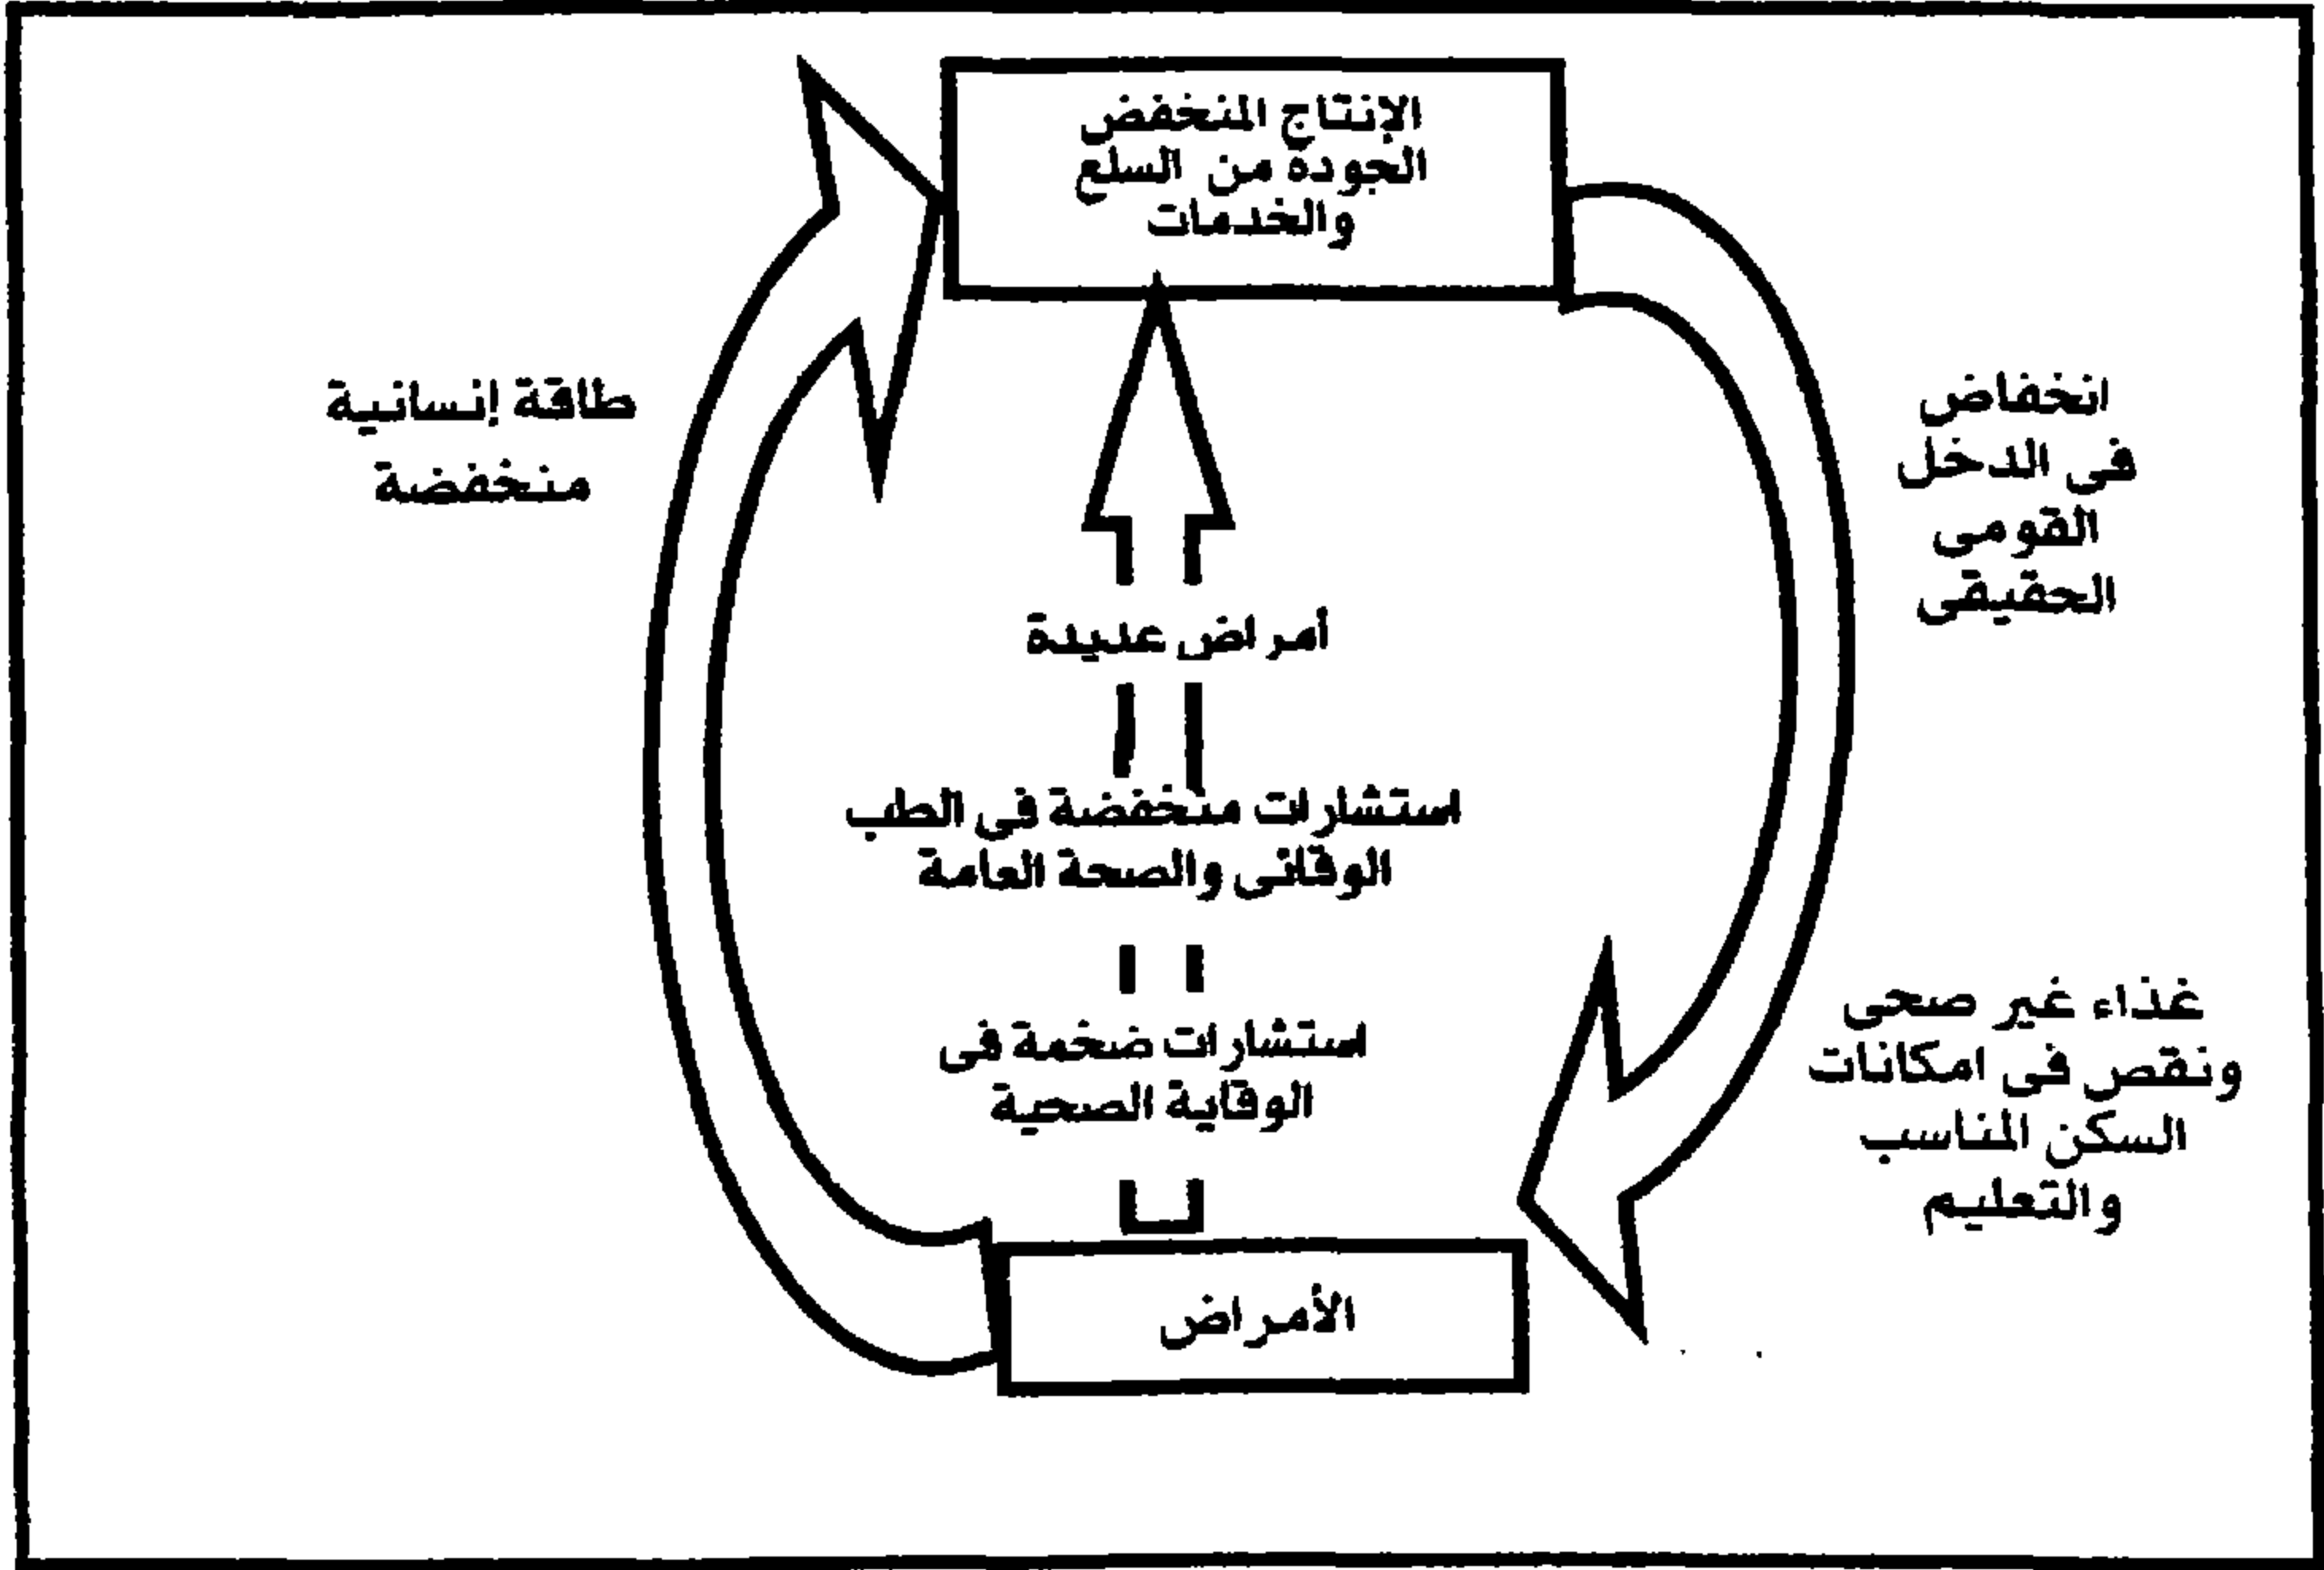 الإنتاج المنخفض
الجودة من السلع
والخدمات
انخفاض
فى الدخل
القومى
الحقيقى
طاقة إنسانية
منخفضة
أمراض عديدة
استشارات منخفضة فى الطب
الوقائى والصحة العامة
استشارات ضخمة فى
الوقاية الصحية
غذاء غير صحى
ونقص فى امكانات
السكن المناسب
والتعليم
الأمراض